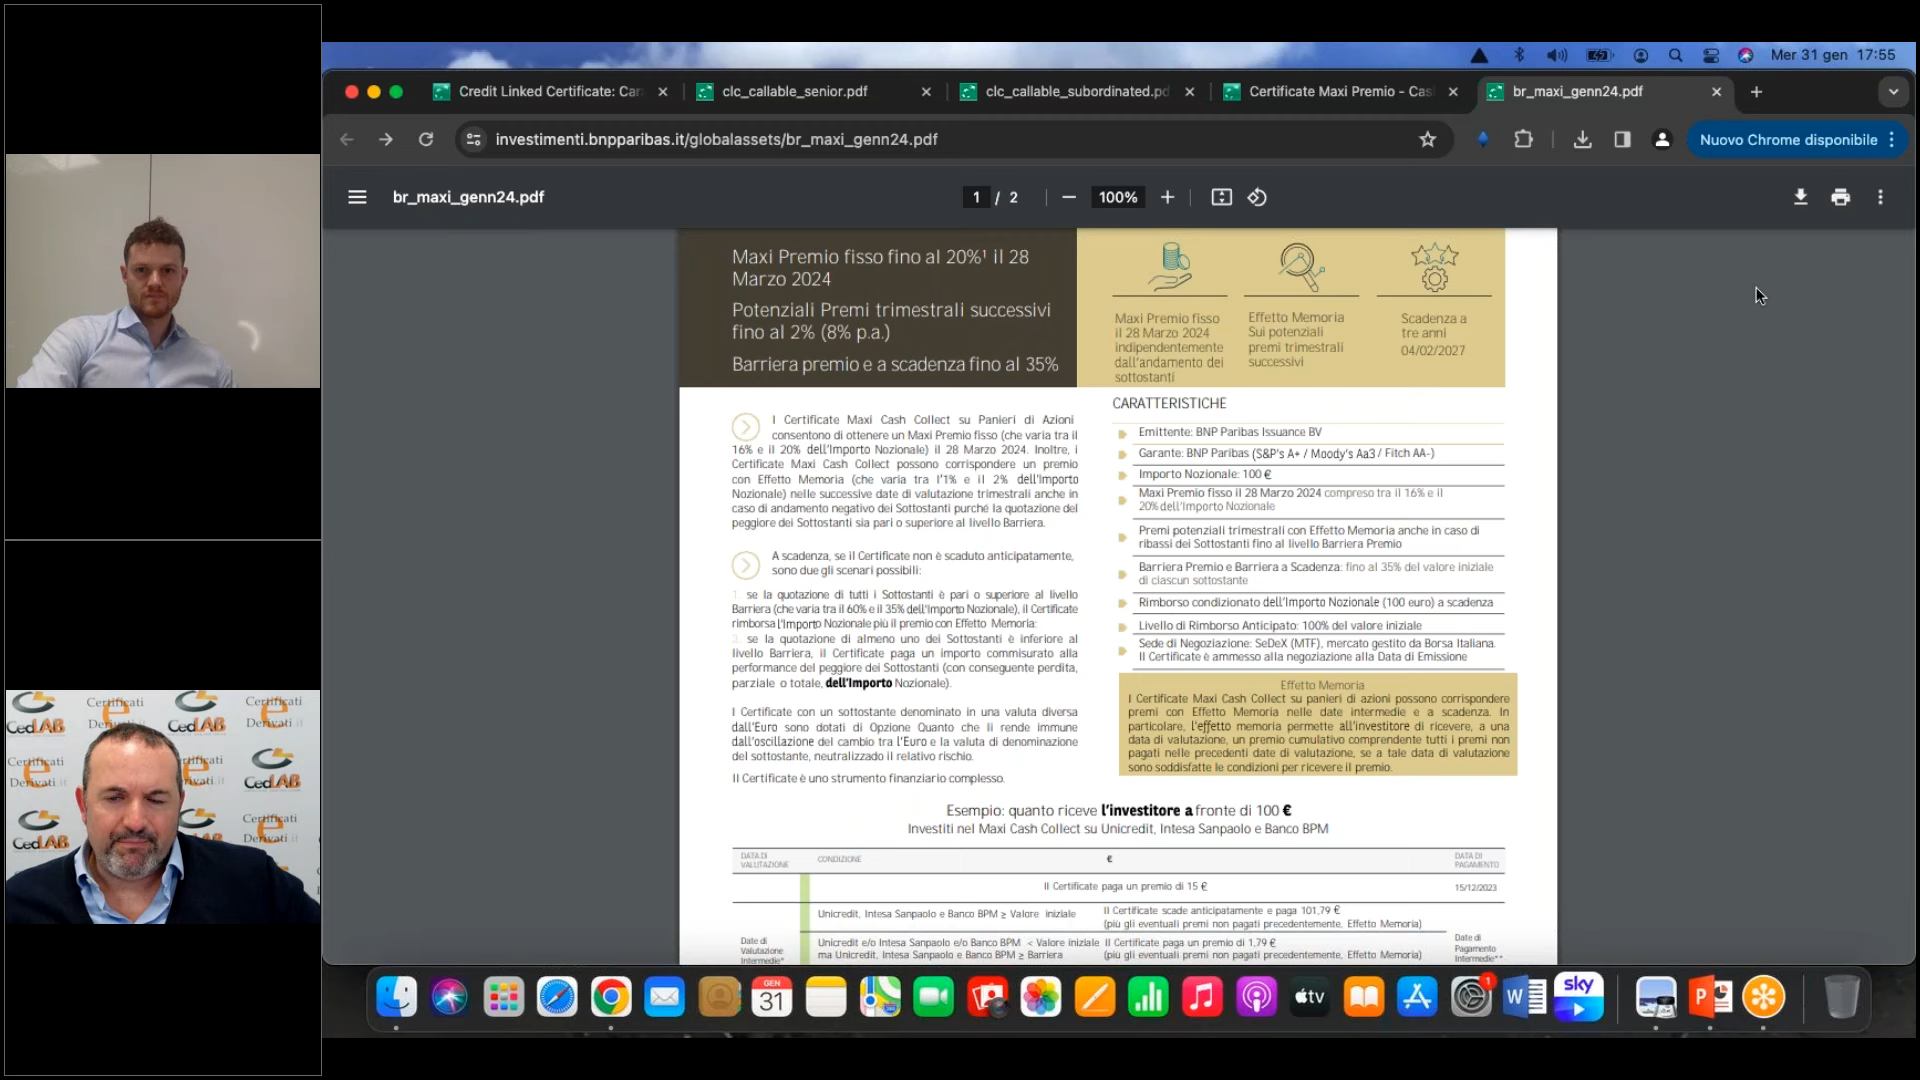 Mer 31 gen 17:55
Credit Linked Certificate: Car
clc_callable_senior.pdf
clc_callable_subordinated.pd
Certificate Maxi Premio - Cas
br_maxi_genn24.pdf
investimenti.bnpparibas.it/globalassets/br_maxi_genn24.pdf
Nuovo Chrome disponibile
br_maxi_genn24.pdf
1 / 2
100%
Maxi Premio fisso fino al 20%¹ il 28
Marzo 2024
Potenziali Premi trimestrali successivi
fino al 2% (8% p.a.)
Barriera premio e a scadenza fino al 35%
Maxi Premio fisso
il 28 Marzo 2024
indipendentemente
dall'andamento dei
sottostanti
Effetto Memoria
Sui potenziali
premi trimestrali
successivi
Scadenza a
tre anni
04/02/2027
I Certificate Maxi Cash Collect su Panieri di Azioni
consentono di ottenere un Maxi Premio fisso (che varia tra il
16% e il 20% dell'Importo Nozionale) il 28 Marzo 2024. Inoltre, i
Certificate Maxi Cash Collect possono corrispondere un premio
con Effetto Memoria (che varia tra l'1% e il 2% dell'Importo
Nozionale) nelle successive date di valutazione trimestrali anche in
caso di andamento negativo dei Sottostanti purché la quotazione del
peggiore dei Sottostanti sia pari o superiore al livello Barriera.
A scadenza, se il Certificate non è scaduto anticipatamente,
sono due gli scenari possibili:
1. se la quotazione di tutti i Sottostanti è pari o superiore al livello
Barriera (che varia tra il 60% e il 35% dell'Importo Nozionale), il Certificate
rimborsa l'Importo Nozionale più il premio con Effetto Memoria;
2. se la quotazione di almeno uno dei Sottostanti è inferiore al
livello Barriera, il Certificate paga un importo commisurato alla
performance del peggiore dei Sottostanti (con conseguente perdita,
parziale o totale, dell'Importo Nozionale).
I Certificate con un sottostante denominato in una valuta diversa
dall'Euro sono dotati di Opzione Quanto che li rende immune
dall'oscillazione del cambio tra l'Euro e la valuta di denominazione
del sottostante, neutralizzando il relativo rischio.
Il Certificate è uno strumento finanziario complesso.
CARATTERISTICHE
Emittente: BNP Paribas Issuance BV
Garante: BNP Paribas (S&P's A+ / Moody's Aa3 / Fitch AA-)
Importo Nozionale: 100 €
Maxi Premio fisso il 28 Marzo 2024 compreso tra il 16% e il
20% dell'Importo Nozionale
Premi potenziali trimestrali con Effetto Memoria anche in caso di
ribassi dei Sottostanti fino al livello Barriera Premio
Barriera Premio e Barriera a Scadenza: fino al 35% del valore iniziale
di ciascun sottostante
Rimborso condizionato dell'Importo Nozionale (100 euro) a scadenza
Livello di Rimborso Anticipato: 100% del valore iniziale
Sede di Negoziazione: SeDeX (MTF), mercato gestito da Borsa Italiana.
Il Certificate è ammesso alla negoziazione alla Data di Emissione
Effetto Memoria
I Certificate Maxi Cash Collect su panieri di azioni possono corrispondere
premi con Effetto Memoria nelle date intermedie e a scadenza. In
particolare, l'effetto memoria permette all'investitore di ricevere, a una
data di valutazione, un premio cumulativo comprendente tutti i premi non
pagati nelle precedenti date di valutazione, se a tale data di valutazione
sono soddisfatte le condizioni per ricevere il premio.
Esempio: quanto riceve l'investitore a fronte di 100 €
Investiti nel Maxi Cash Collect su Unicredit, Intesa Sanpaolo e Banco BPM
DATA DI
VALUTAZIONE
CONDIZIONE
€
DATA DI
PAGAMENTO
Il Certificate paga un premio di 15 €
15/12/2023
Unicredit, Intesa Sanpaolo e Banco BPM ≥ Valore iniziale
Il Certificate scade anticipatamente e paga 101,79 €
(più gli eventuali premi non pagati precedentemente, Effetto Memoria)
Date di
Valutazione
Intermedie*
Unicredit e/o Intesa Sanpaolo e/o Banco BPM < Valore iniziale
ma Unicredit, Intesa Sanpaolo e Banco BPM ≥ Barriera
Il Certificate paga un premio di 1,79 €
(più gli eventuali premi non pagati precedentemente, Effetto Memoria)
Date di
Pagamento
Intermedie**
GEN
31
tv
1
W
sky
P
CedLAB
Certificati
Derivati.it
CedLAB
Certificati
Derivati.it
Certificati
CedLAB
CedLAB
Certificati
Derivati.it
CedLAB